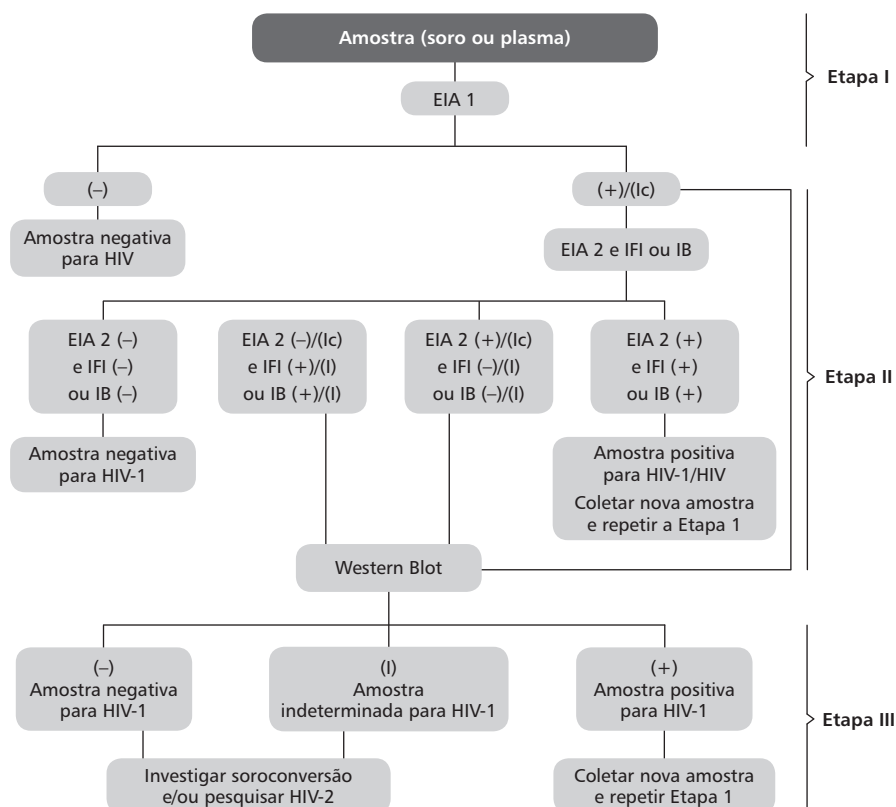 Amostra (soro ou plasma)
Etapa I
EIA 1
(–)
(+)/(Ic)
Amostra negativa
para HIV
EIA 2 e IFI ou IB
EIA 2 (–)
e IFI (–)
ou IB (–)
EIA 2 (–)/(Ic)
e IFI (+)/(I)
ou IB (+)/(I)
EIA 2 (+)/(Ic)
e IFI (–)/(I)
ou IB (–)/(I)
EIA 2 (+)
e IFI (+)
ou IB (+)
Etapa II
Amostra negativa
para HIV-1
Amostra positiva
para HIV-1/HIV
Coletar nova amostra
e repetir a Etapa 1
Western Blot
(–)
Amostra negativa
para HIV-1
(I)
Amostra
indeterminada para HIV-1
(+)
Amostra positiva
para HIV-1
Etapa III
Investigar soroconversão
e/ou pesquisar HIV-2
Coletar nova amostra
e repetir Etapa 1